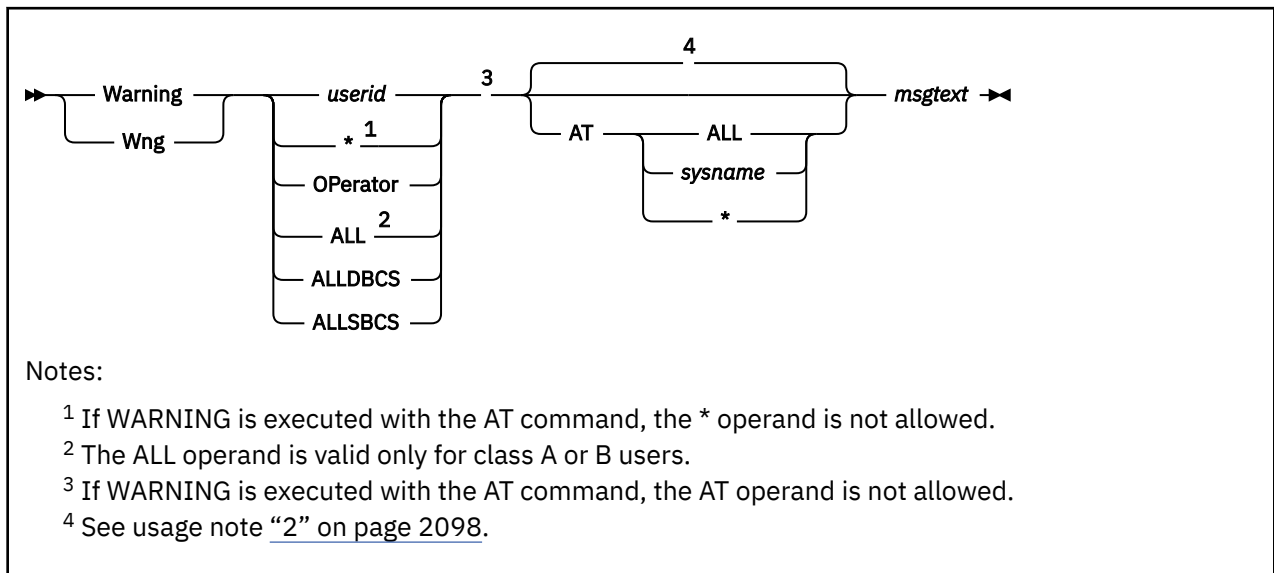 4
Warning userid 3 msgtext
Wng * 1 AT ALL
OPerator sysname
ALL 2 *
ALLDBCS
ALLSBCS
Notes:
1 If WARNING is executed with the AT command, the * operand is not allowed.
2 The ALL operand is valid only for class A or B users.
3 If WARNING is executed with the AT command, the AT operand is not allowed.
4 See usage note “2” on page 2098.